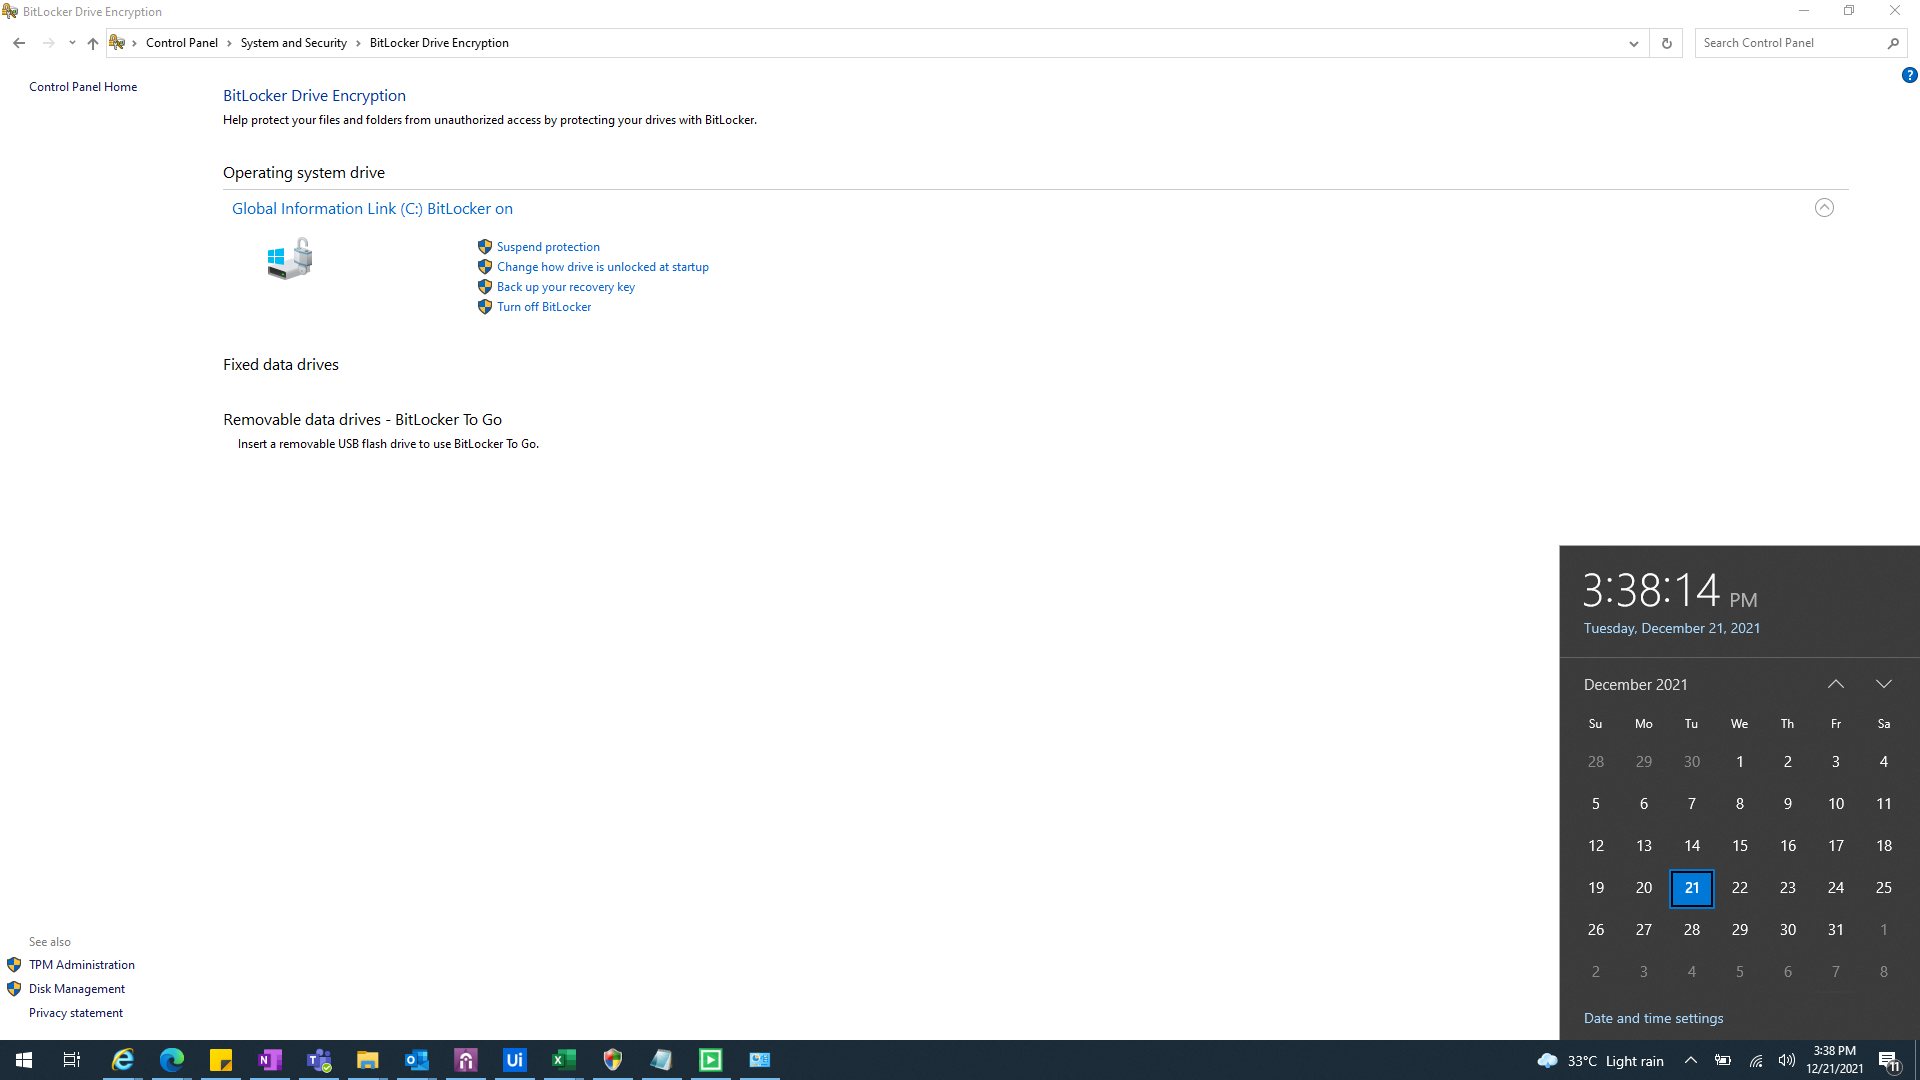 BitLocker Drive Encryption
Control Panel > System and Security > BitLocker Drive Encryption
Search Control Panel
?
Control Panel Home
BitLocker Drive Encryption
Help protect your files and folders from unauthorized access by protecting your drives with BitLocker.
Operating system drive
Global Information Link (C:) BitLocker on
Suspend protection
Change how drive is unlocked at startup
Back up your recovery key
Turn off BitLocker
Fixed data drives
Removable data drives - BitLocker To Go
Insert a removable USB flash drive to use BitLocker To Go.
See also
TPM Administration
Disk Management
Privacy statement
3:38:14 PM
Tuesday, December 21, 2021
December 2021
Su Mo Tu We Th Fr Sa
28 29 30 1 2 3 4
5 6 7 8 9 10 11
12 13 14 15 16 17 18
19 20 21 22 23 24 25
26 27 28 29 30 31 1
2 3 4 5 6 7 8
Date and time settings
Ui
33°C Light rain
3:38 PM
12/21/2021
11